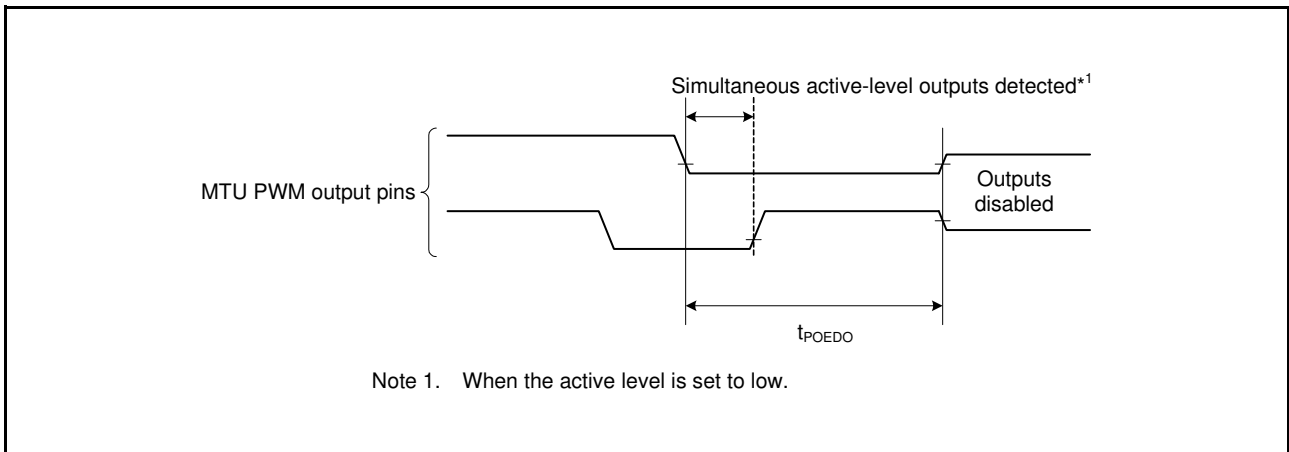 Simultaneous active-level outputs detected*1
MTU PWM output pins
Outputs
disabled
tPOEDO
Note 1. When the active level is set to low.